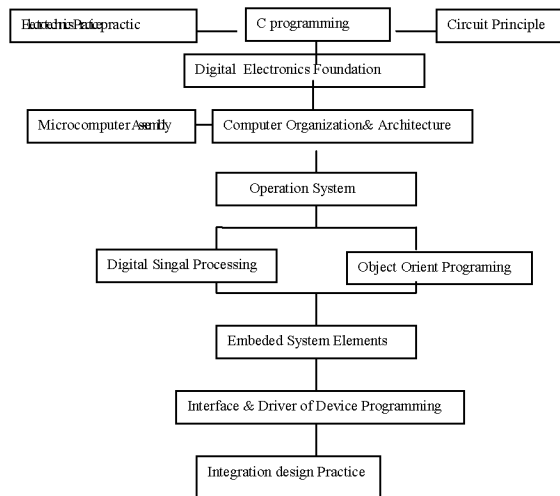 C programming
Circuit Principle
Digital Electronics Foundation
Microcomputer
Computer Organization& Architecture
Operation System
Digital Singal Processing
Object Orient Programing
Embeded System Elements
Interface & Driver of Device Programming
Integration design Practice